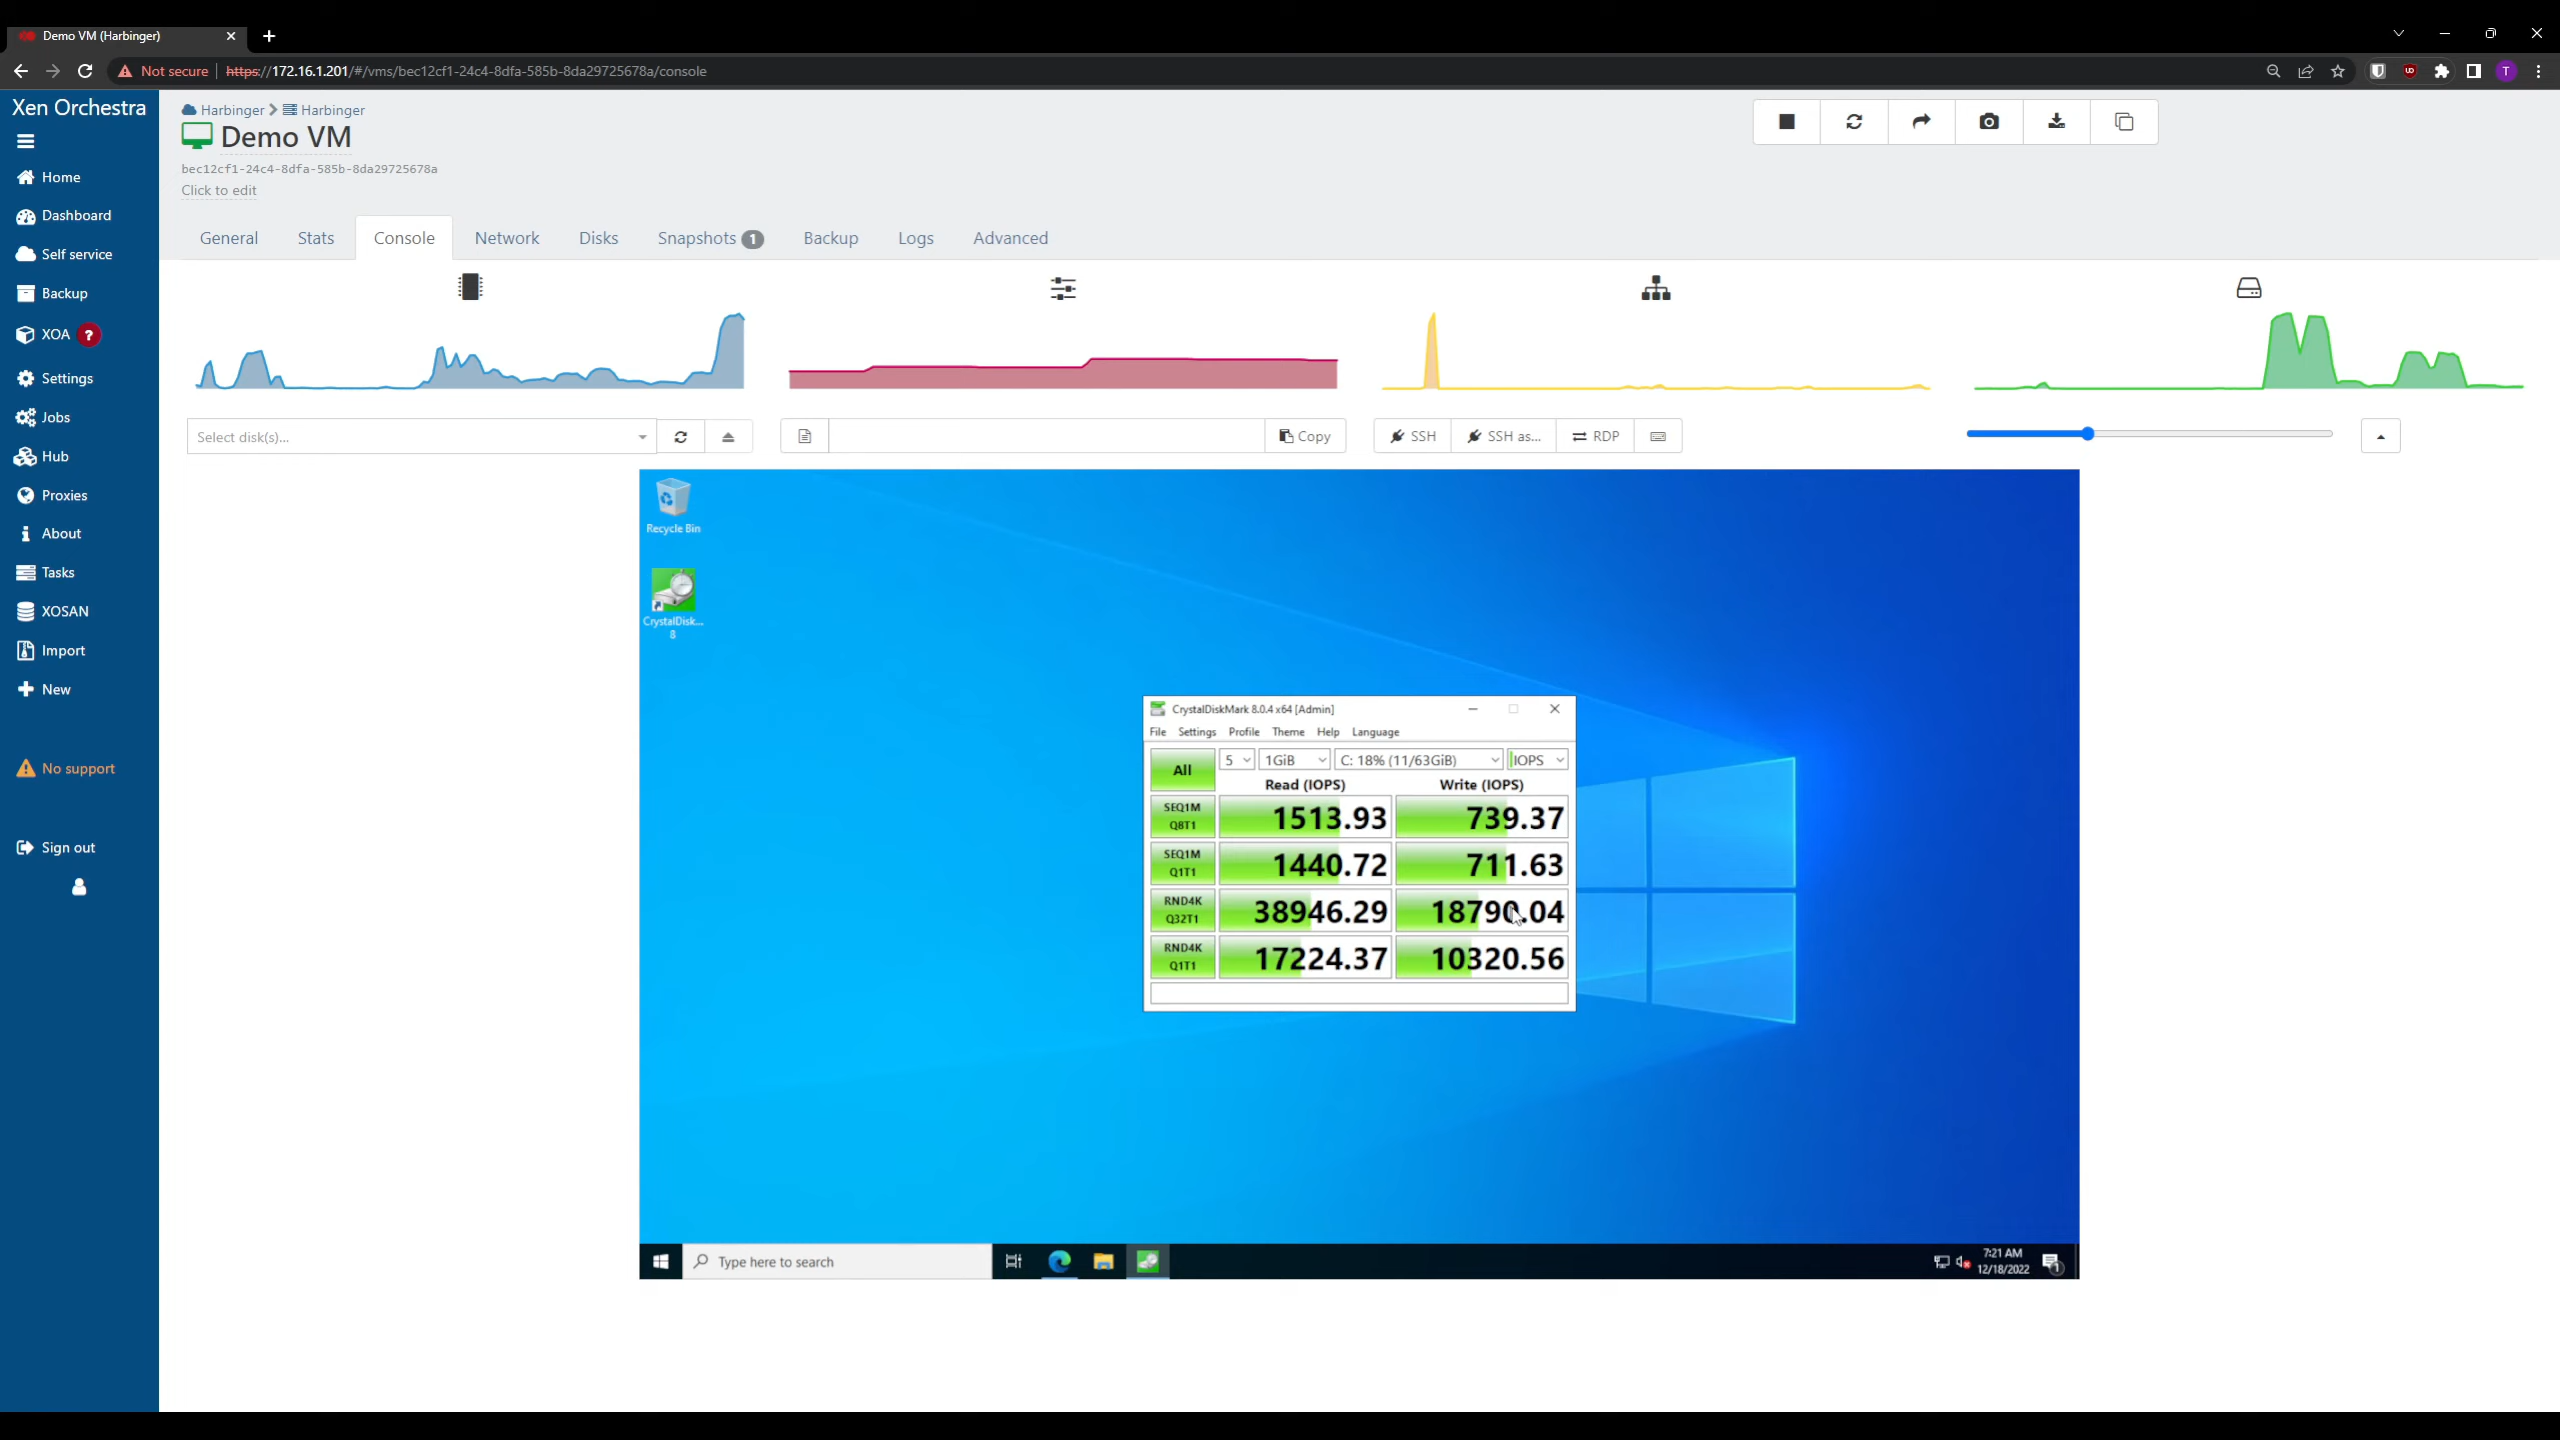 Demo VM (Harbinger)
Not secure
https://172.16.1.201/#/vms/bec12cf1-24c4-8dfa-585b-8da29725678a/console
T
Xen Orchestra
Home
Dashboard
Self service
Backup
XOA ?
Settings
Jobs
Hub
Proxies
About
Tasks
XOSAN
Import
New
No support
Sign out
Harbinger Harbinger
Demo VM
bec12cf1-24c4-8dfa-585b-8da29725678a
Click to edit
General Stats Console Network Disks Snapshots 1 Backup Logs Advanced
Select disk(s)...
Copy
SSH SSH as... RDP
Recycle Bin
CrystalDisk...
8
CrystalDiskMark 8.0.4 x64 [Admin]
File Settings Profile Theme Help Language
All 5 1GiB C: 18% (11/63GiB) IOPS
Read (IOPS) Write (IOPS)
SEQ1M
Q8T1 1513.93 739.37
SEQ1M
Q1T1 1440.72 711.63
RND4K
Q32T1 38946.29 18790.04
RND4K
Q1T1 17224.37 10320.56
Type here to search
7:21 AM
12/18/2022
1